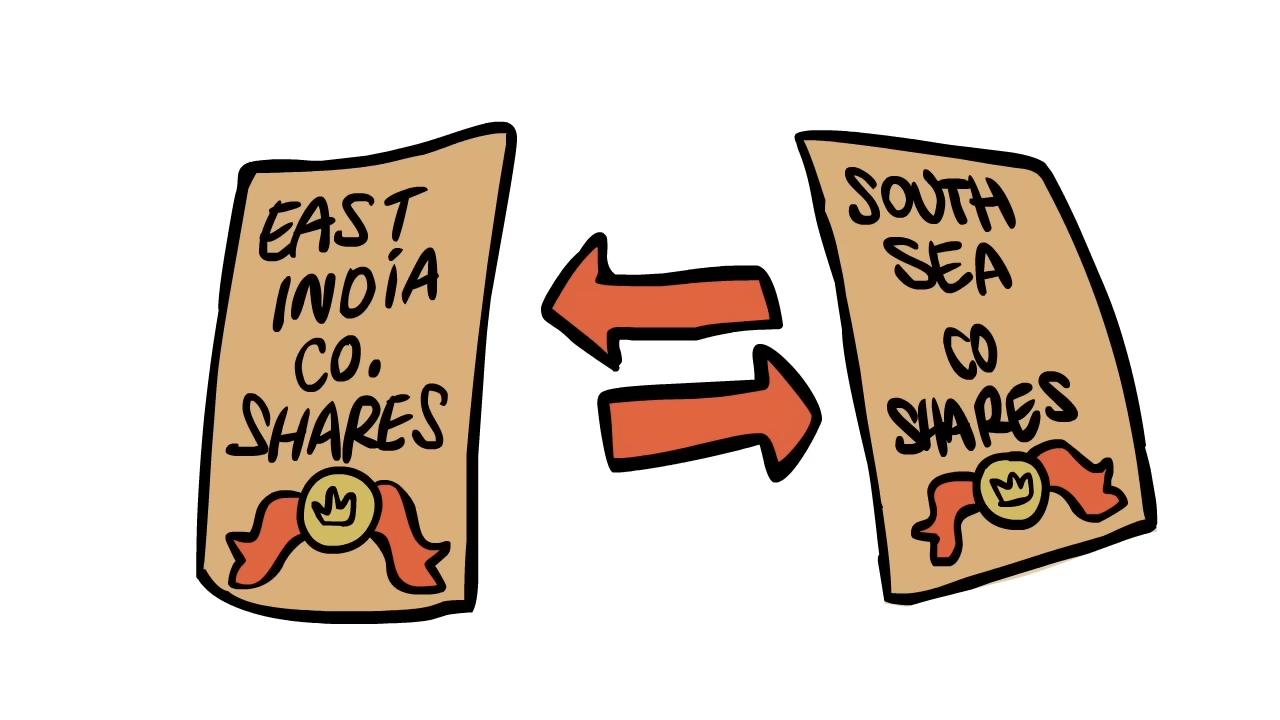 EAST
INDiA
CO.
SHARES
SOUTH
SEA
CO
SHARES